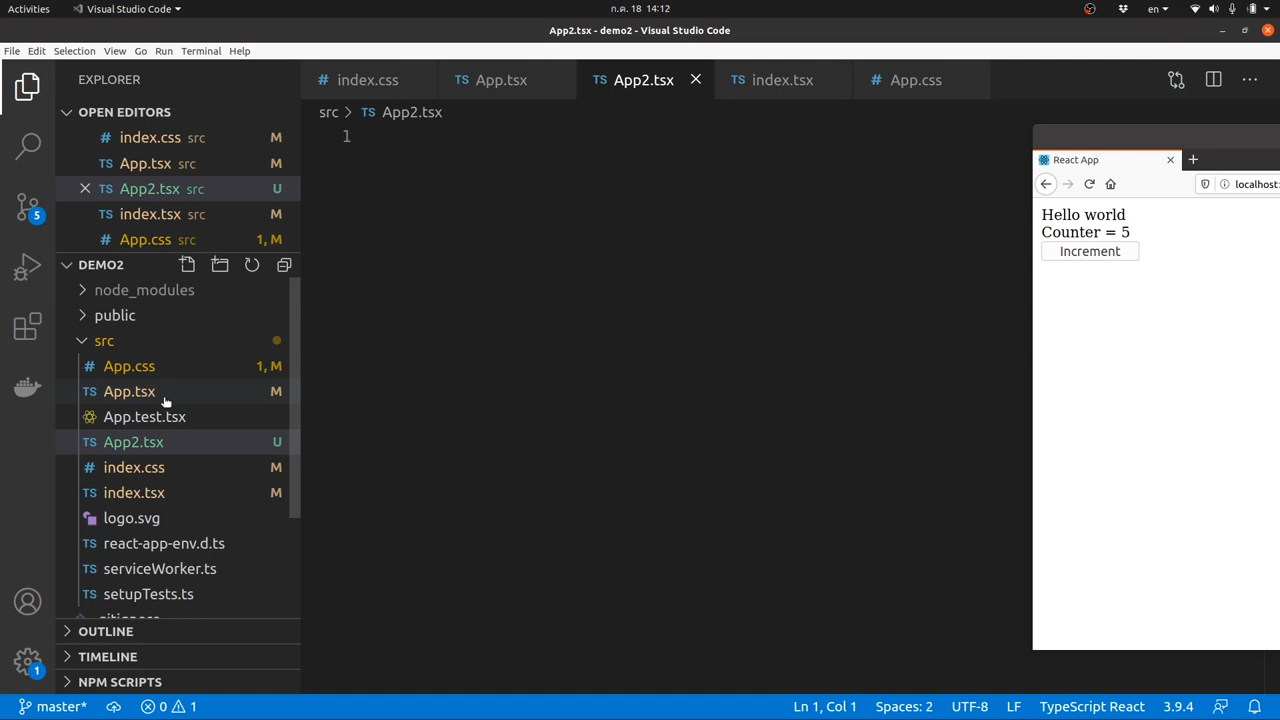 Activities Visual Studio Code ก.ค. 18 14:12 en
App2.tsx - demo2 - Visual Studio Code
File Edit Selection View Go Run Terminal Help
EXPLORER
# index.css TS App.tsx TS App2.tsx TS index.tsx # App.css
OPEN EDITORS
src > TS App2.tsx
1
# index.css src M
TS App.tsx src M
TS App2.tsx src U
TS index.tsx src M
# App.css src 1, M
DEMO2
node_modules
public
src
# App.css 1, M
TS App.tsx M
App.test.tsx
TS App2.tsx U
# index.css M
TS index.tsx M
logo.svg
TS react-app-env.d.ts
TS serviceWorker.ts
TS setupTests.ts
OUTLINE
TIMELINE
NPM SCRIPTS
5
1
React App
localhost:
Hello world
Counter = 5
Increment
master* 0 1 Ln 1, Col 1 Spaces: 2 UTF-8 LF TypeScript React 3.9.4